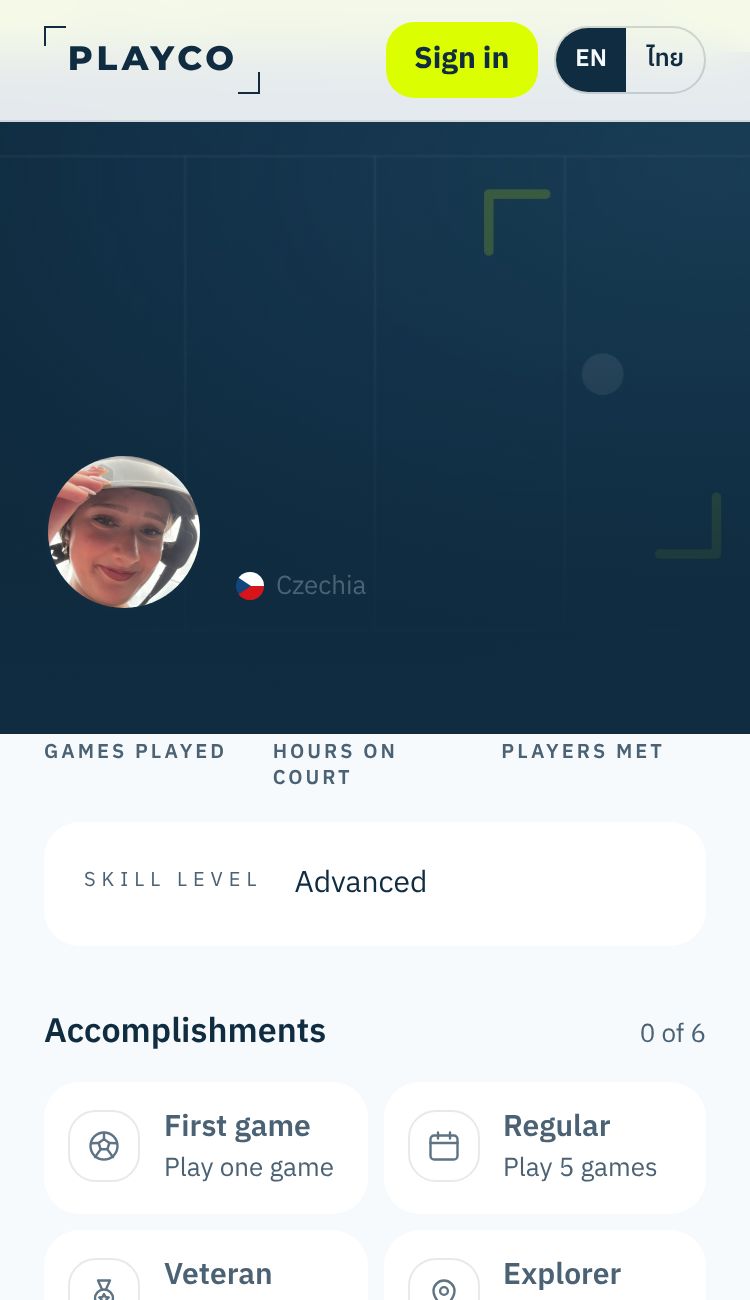 PLAYCO
Sign in
EN
ไทย
Czechia
GAMES PLAYED
HOURS ON
COURT
PLAYERS MET
SKILL LEVEL
Advanced
Accomplishments
0 of 6
First game
Play one game
Regular
Play 5 games
Veteran
Explorer